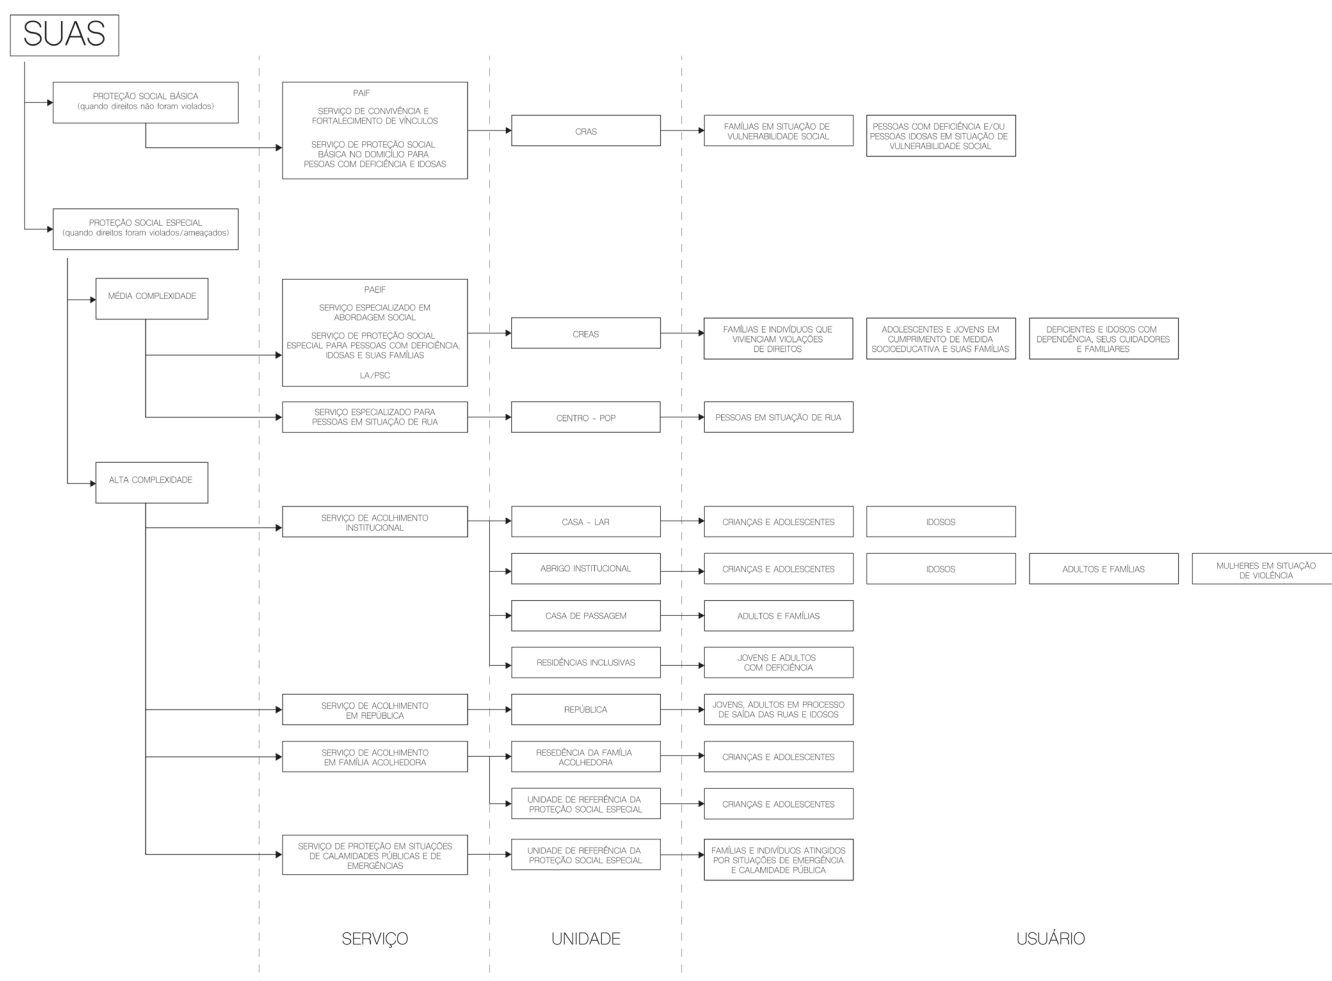 SUAS
PROTEÇÃO SOCIAL BÁSICA
(quando direitos não foram violados)
PAIF
SERVIÇO DE CONVIVÊNCIA E
FORTALECIMENTO DE VÍNCULOS
SERVIÇO DE PROTEÇÃO SOCIAL
BÁSICA NO DOMICÍLIO PARA
PESOAS COM DEFICIÊNCIA E IDOSAS
CRAS
FAMÍLIAS EM SITUAÇÃO DE
VULNERABILIDADE SOCIAL
PESSOAS COM DEFICIÊNCIA E/OU
PESSOAS IDOSAS EM SITUAÇÃO DE
VULNERABILIDADE SOCIAL
PROTEÇÃO SOCIAL ESPECIAL
(quando direitos foram violados/ameaçados)
MÉDIA COMPLEXIDADE
PAEIF
SERVIÇO ESPECIALIZADO EM
ABORDAGEM SOCIAL
SERVIÇO DE PROTEÇÃO SOCIAL
ESPECIAL PARA PESSOAS COM DEFICIÊNCIA,
IDOSAS E SUAS FAMÍLIAS
LA/PSC
CREAS
FAMÍLIAS E INDIVÍDUOS QUE
VIVENCIAM VIOLAÇÕES
DE DIREITOS
ADOLESCENTES E JOVENS EM
CUMPRIMENTO DE MEDIDA
SOCIOEDUCATIVA E SUAS FAMÍLIAS
DEFICIENTES E IDOSOS COM
DEPENDÊNCIA, SEUS CUIDADORES
E FAMILIARES
SERVIÇO ESPECIALIZADO PARA
PESSOAS EM SITUAÇÃO DE RUA
CENTRO - POP
PESSOAS EM SITUAÇÃO DE RUA
ALTA COMPLEXIDADE
SERVIÇO DE ACOLHIMENTO
INSTITUCIONAL
CASA - LAR
CRIANÇAS E ADOLESCENTES
IDOSOS
ABRIGO INSTITUCIONAL
CRIANÇAS E ADOLESCENTES
IDOSOS
ADULTOS E FAMÍLIAS
MULHERES EM SITUAÇÃO
DE VIOLÊNCIA
CASA DE PASSAGEM
ADULTOS E FAMÍLIAS
RESIDÊNCIAS INCLUSIVAS
JOVENS E ADULTOS
COM DEFICIÊNCIA
SERVIÇO DE ACOLHIMENTO
EM REPÚBLICA
REPÚBLICA
JOVENS, ADULTOS EM PROCESSO
DE SAÍDA DAS RUAS E IDOSOS
SERVIÇO DE ACOLHIMENTO
EM FAMÍLIA ACOLHEDORA
RESEDÊNCIA DA FAMÍLIA
ACOLHEDORA
CRIANÇAS E ADOLESCENTES
UNIDADE DE REFERÊNCIA DA
PROTEÇÃO SOCIAL ESPECIAL
CRIANÇAS E ADOLESCENTES
SERVIÇO DE PROTEÇÃO EM SITUAÇÕES
DE CALAMIDADES PÚBLICAS E DE
EMERGÊNCIAS
UNIDADE DE REFERÊNCIA DA
PROTEÇÃO SOCIAL ESPECIAL
FAMÍLIAS E INDIVÍDUOS ATINGIDOS
POR SITUAÇÕES DE EMERGÊNCIA
E CALAMIDADE PÚBLICA
SERVIÇO
UNIDADE
USUÁRIO